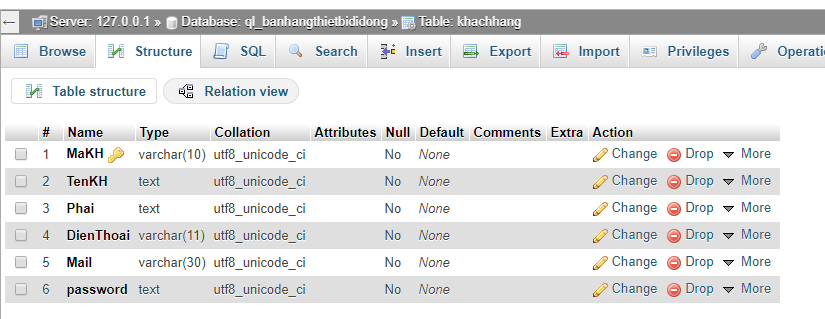 Server: 127.0.0.1 » Database: ql_banhangthietbididong » Table: khachhang
Browse Structure SQL Search Insert Export Import Privileges Operati
Table structure Relation view
# Name Type Collation Attributes Null Default Comments Extra Action
1 MaKH varchar(10) utf8_unicode_ci No None Change Drop More
2 TenKH text utf8_unicode_ci No None Change Drop More
3 Phai text utf8_unicode_ci No None Change Drop More
4 DienThoai varchar(11) utf8_unicode_ci No None Change Drop More
5 Mail varchar(30) utf8_unicode_ci No None Change Drop More
6 password text utf8_unicode_ci No None Change Drop More